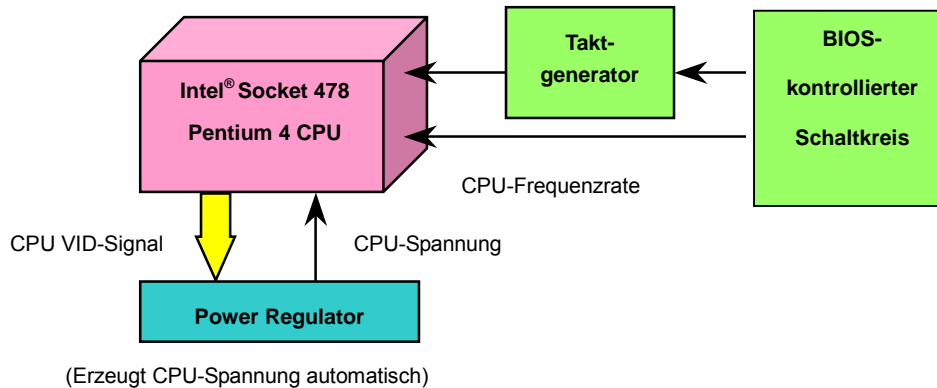 Intel® Socket 478
Pentium 4 CPU
Takt-
generator
BIOS-
kontrollierter
Schaltkreis
CPU-Frequenzrate
CPU VID-Signal
CPU-Spannung
Power Regulator
(Erzeugt CPU-Spannung automatisch)